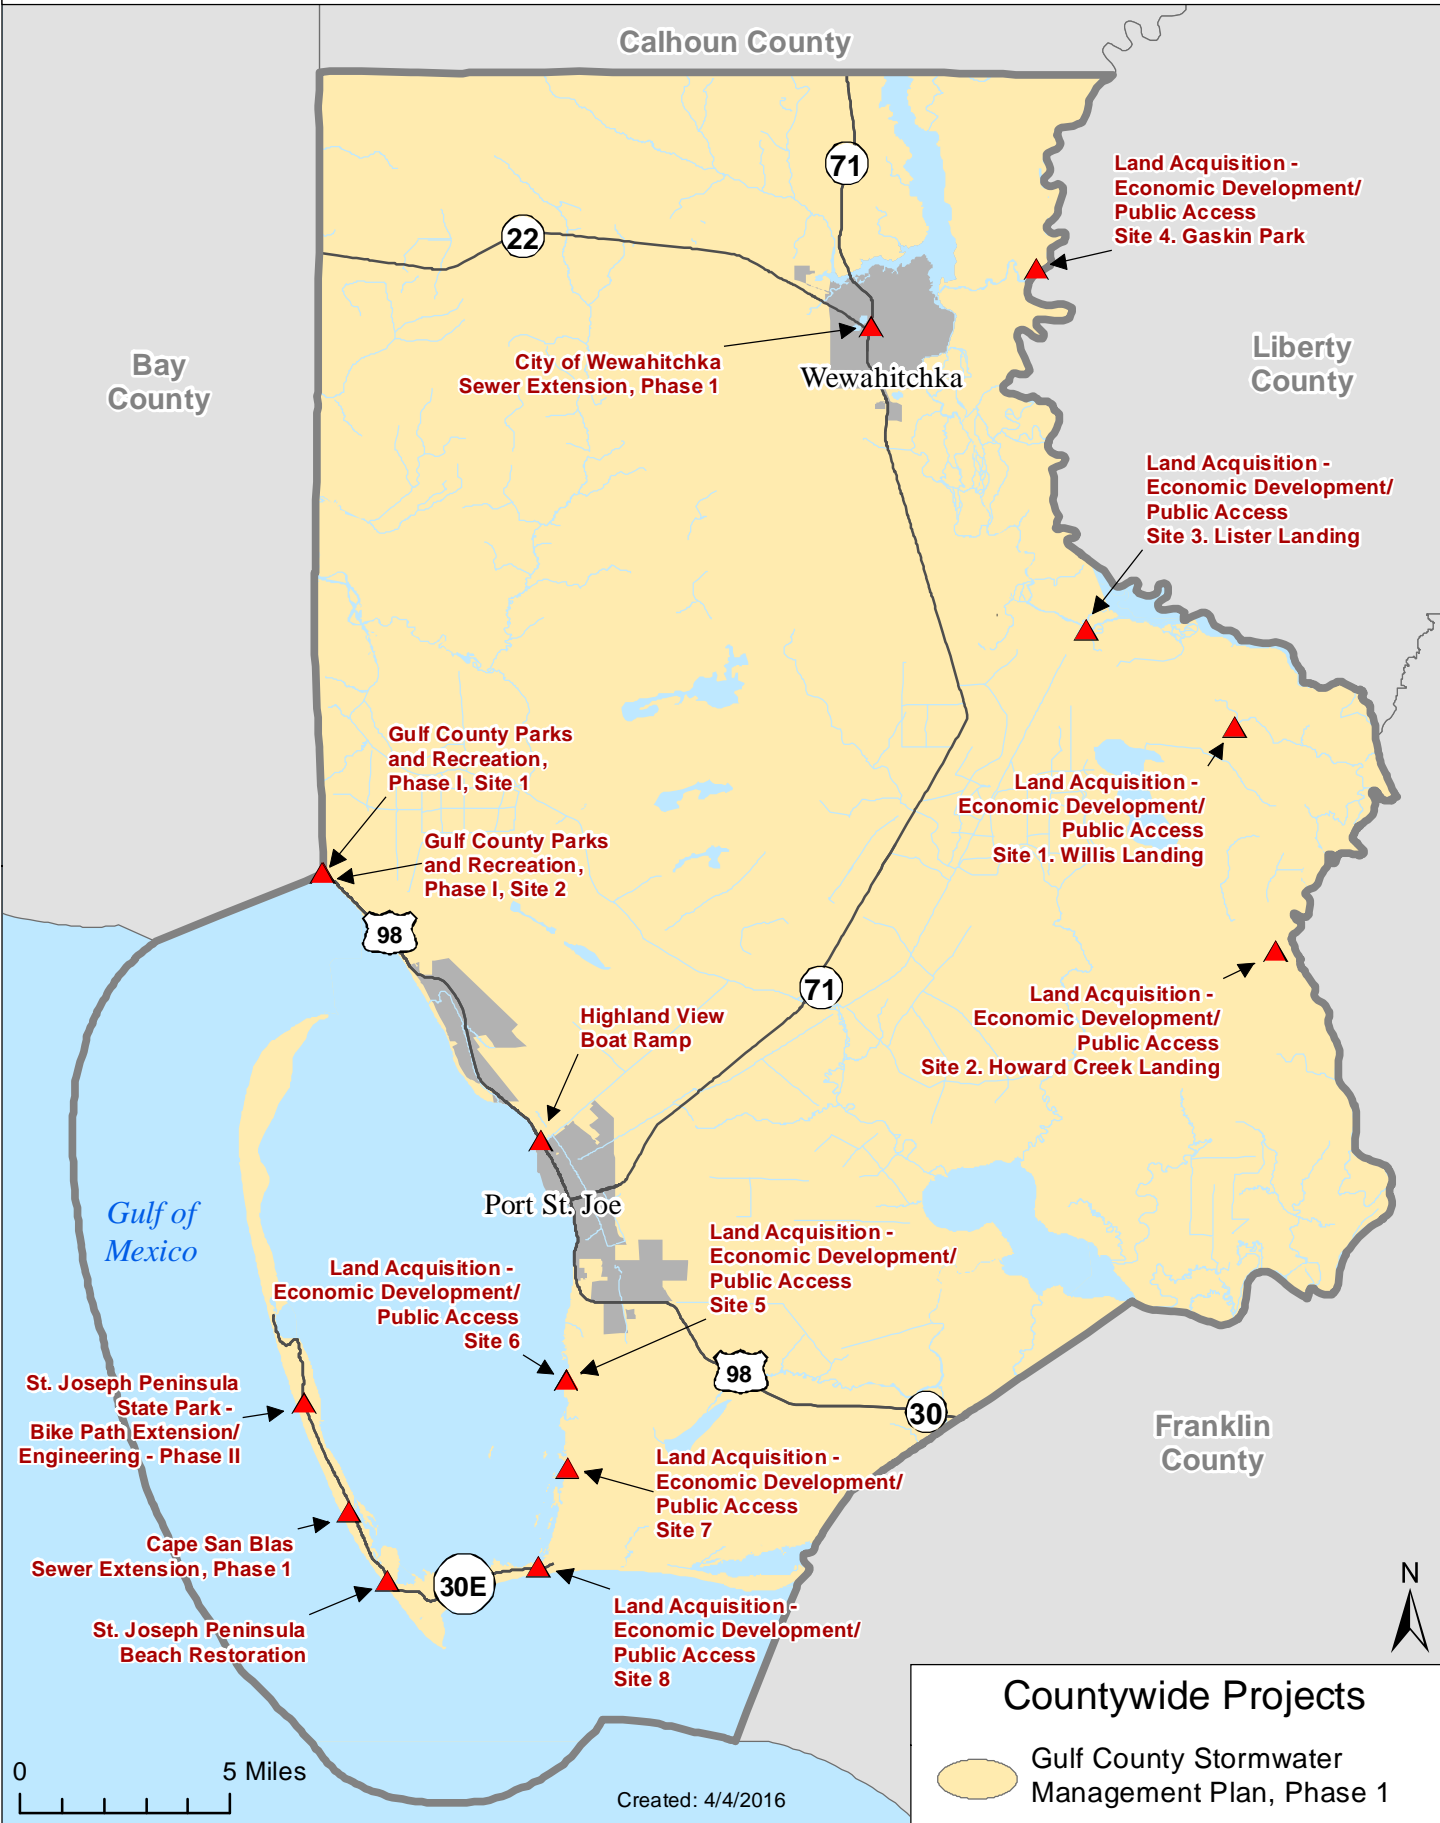 Calhoun County
71
Land Acquisition -
Economic Development/
Public Access
Site 4. Gaskin Park
22
Bay
County
City of Wewahitchka
Sewer Extension, Phase 1
Wewahitchka
Liberty
County
Land Acquisition -
Economic Development/
Public Access
Site 3. Lister Landing
Gulf County Parks
and Recreation,
Phase I, Site 1
Gulf County Parks
and Recreation,
Phase I, Site 2
Land Acquisition -
Economic Development/
Public Access
Site 1. Willis Landing
98
71
Land Acquisition -
Economic Development/
Public Access
Site 2. Howard Creek Landing
Highland View
Boat Ramp
Port St. Joe
Gulf of
Mexico
Land Acquisition -
Economic Development/
Public Access
Site 5
Land Acquisition -
Economic Development/
Public Access
Site 6
98
30
St. Joseph Peninsula
State Park -
Bike Path Extension/
Engineering - Phase II
Franklin
County
Land Acquisition -
Economic Development/
Public Access
Site 7
Cape San Blas
Sewer Extension, Phase 1
30E
St. Joseph Peninsula
Beach Restoration
Land Acquisition -
Economic Development/
Public Access
Site 8
N
Countywide Projects
Gulf County Stormwater
Management Plan, Phase 1
0 5 Miles
Created: 4/4/2016